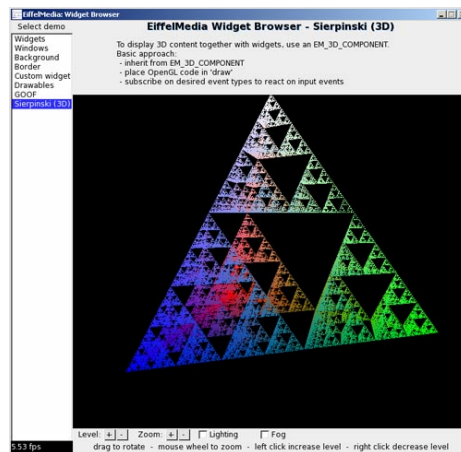 EiffelMedia: Widget Browser
Select demo
EiffelMedia Widget Browser - Sierpinski (3D)
Widgets
Windows
Background
Border
Custom widget
Drawables
GOOF
Sierpinski (3D)
To display 3D content together with widgets, use an EM_3D_COMPONENT.
Basic approach:
- inherit from EM_3D_COMPONENT
- place OpenGL code in 'draw'
- subscribe on desired event types to react on input events
Level: + - Zoom: + - Lighting Fog
5.53 fps
drag to rotate - mouse wheel to zoom - left click increase level - right click decrease level